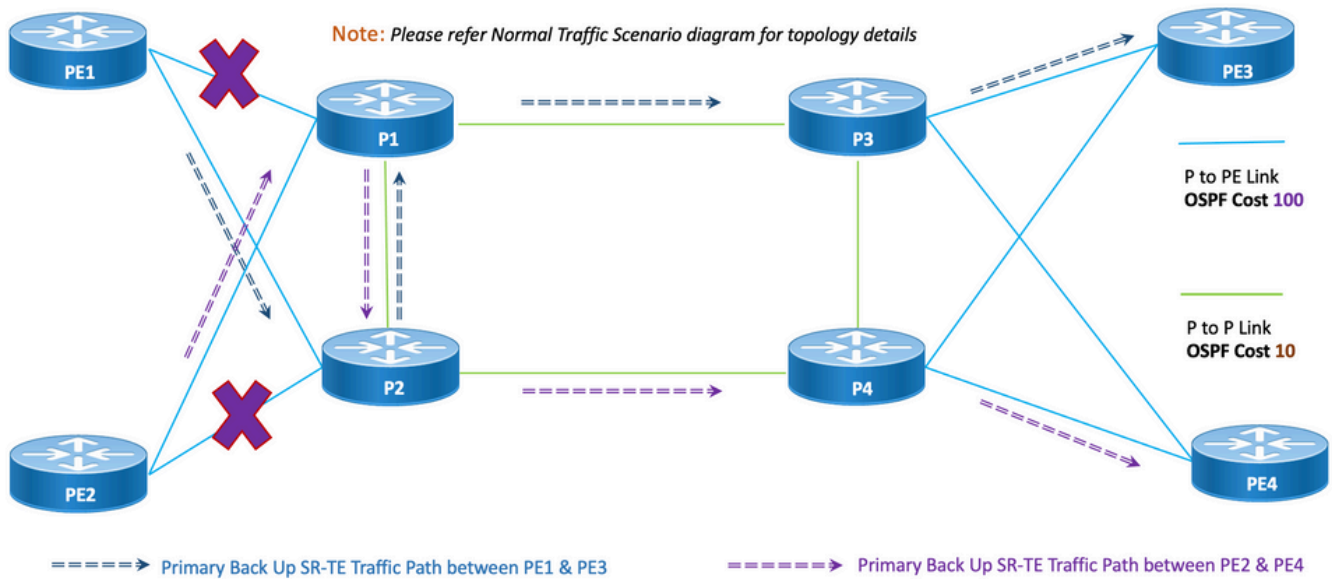 Note: Please refer Normal Traffic Scenario diagram for topology details
PE1
P1
P3
PE3
P to PE Link
OSPF Cost 100
P2
P4
P to P Link
OSPF Cost 10
PE2
PE4
Primary Back Up SR-TE Traffic Path between PE1 & PE3
Primary Back Up SR-TE Traffic Path between PE2 & PE4